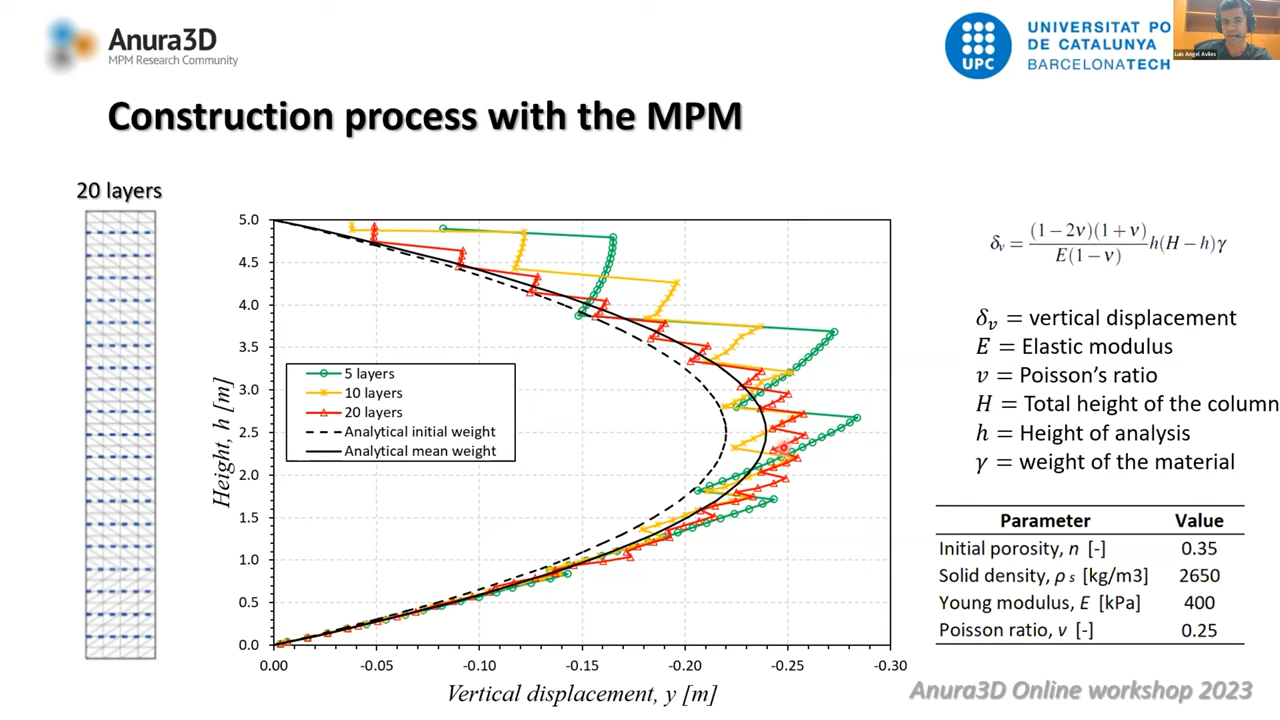 Anura3D
MPM Research Community
UNIVERSITAT PO
DE CATALUNYA
BARCELONATECH
UPC
Luis Angel Aviles
Construction process with the MPM
20 layers
5.0
4.5
4.0
3.5
3.0
2.5
2.0
1.5
1.0
0.5
0.0
Height, h [m]
5 layers
10 layers
20 layers
Analytical initial weight
Analytical mean weight
0.00 -0.05 -0.10 -0.15 -0.20 -0.25 -0.30
Vertical displacement, y [m]
δv = (1−2ν)(1+ν) / E(1−ν) h(H−h)γ
δv = vertical displacement
E = Elastic modulus
ν = Poisson's ratio
H = Total height of the column
h = Height of analysis
γ = weight of the material
Parameter Value
Initial porosity, n [-] 0.35
Solid density, ρ s [kg/m3] 2650
Young modulus, E [kPa] 400
Poisson ratio, ν [-] 0.25
Anura3D Online workshop 2023